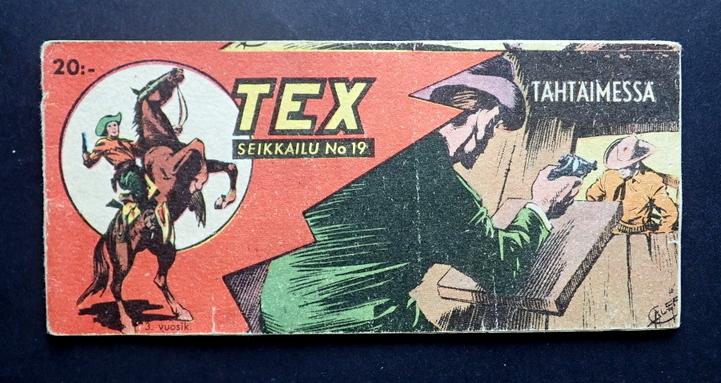 20:-
TEX
SEIKKAILU No 19
TÄHTÄIMESSÄ
3. vuosik.